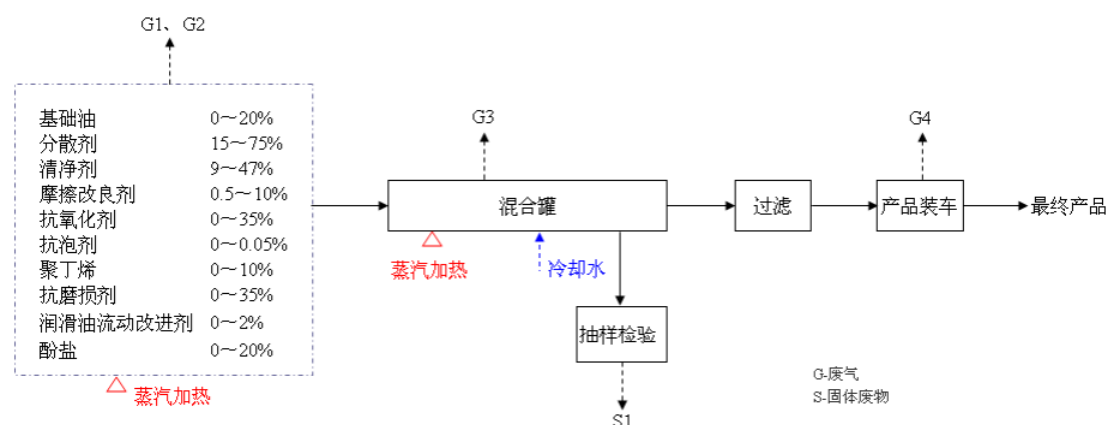 G1、G2
基础油 0～20%
分散剂 15～75%
清净剂 9～47%
摩擦改良剂 0.5～10%
抗氧化剂 0～35%
抗泡剂 0～0.05%
聚丁烯 0～10%
抗磨损剂 0～35%
润滑油流动改进剂 0～2%
酚盐 0～20%
蒸汽加热
G3
混合罐
蒸汽加热
冷却水
抽样检验
S1
过滤
G4
产品装车
最终产品
G-废气
S-固体废物